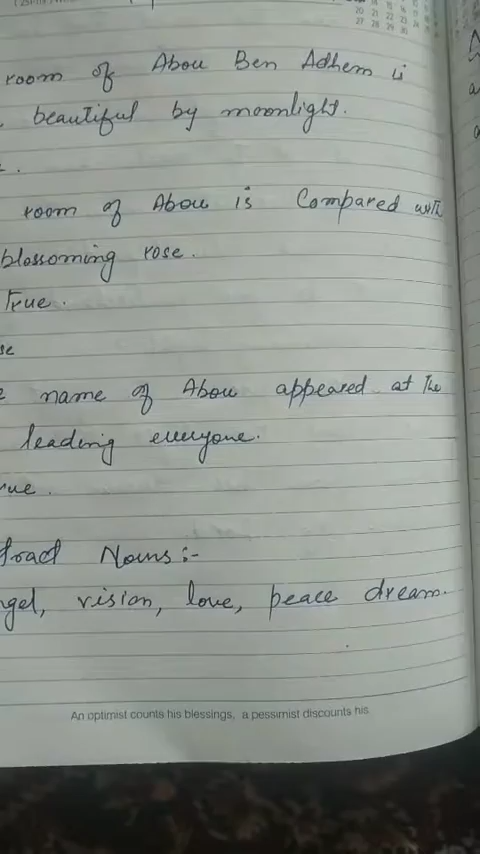 room of Abou Ben Adhem is
beautiful by moonlight.
room of Abou is Compared with
blossoming rose.
True.
name of Abou appeared at The
leading everyone.
Nouns:-
vision, love, peace dream.
An optimist counts his blessings, a pessimist discounts his